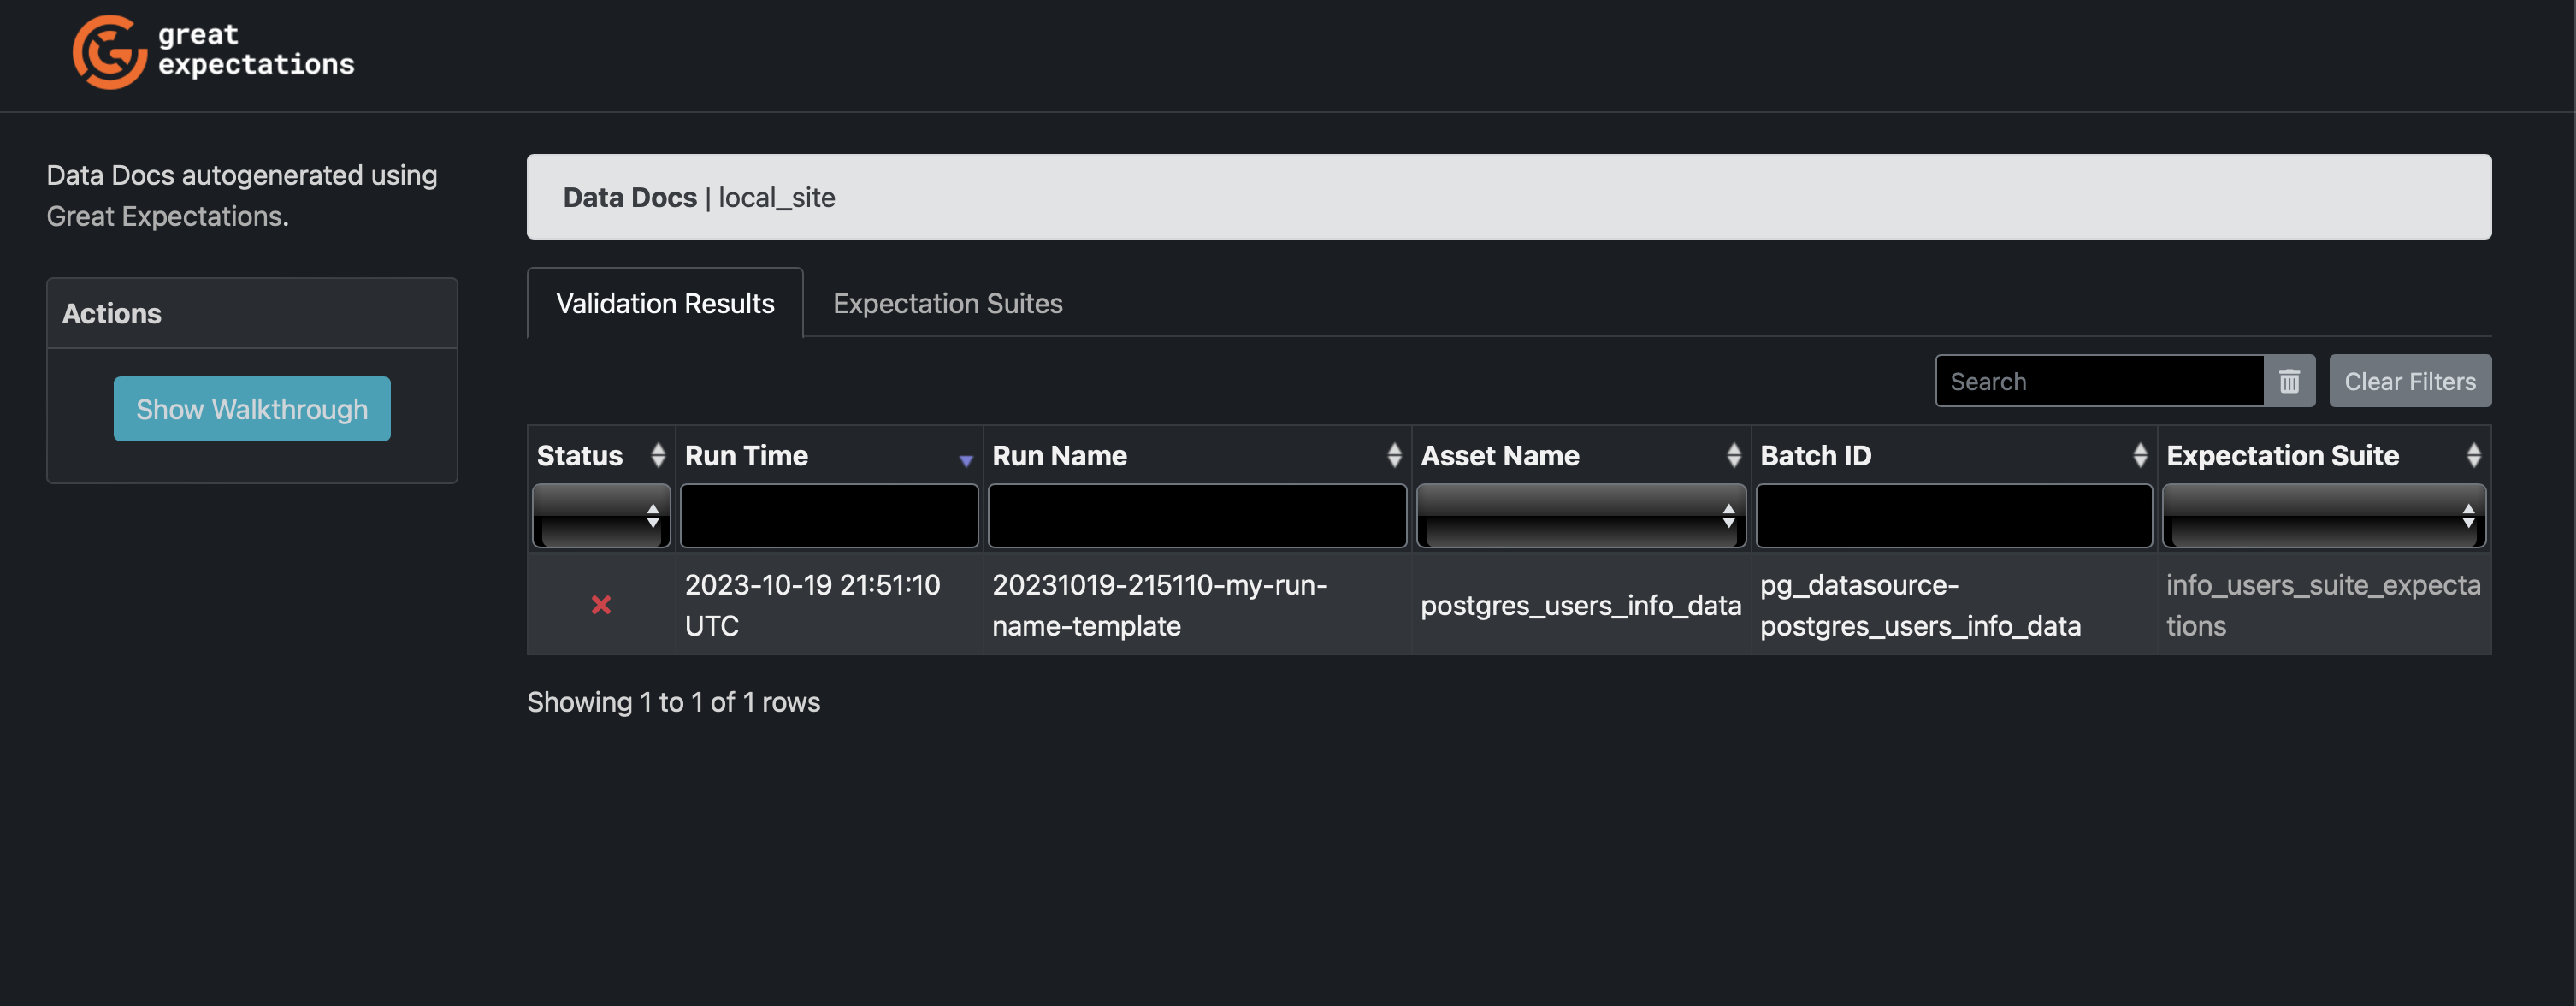 great
expectations
Data Docs autogenerated using
Great Expectations.
Actions
Show Walkthrough
Data Docs | local_site
Validation Results
Expectation Suites
Search
Clear Filters
Status
Run Time
Run Name
Asset Name
Batch ID
Expectation Suite
2023-10-19 21:51:10
UTC
20231019-215110-my-run-
name-template
postgres_users_info_data
pg_datasource-
postgres_users_info_data
info_users_suite_expecta
tions
Showing 1 to 1 of 1 rows